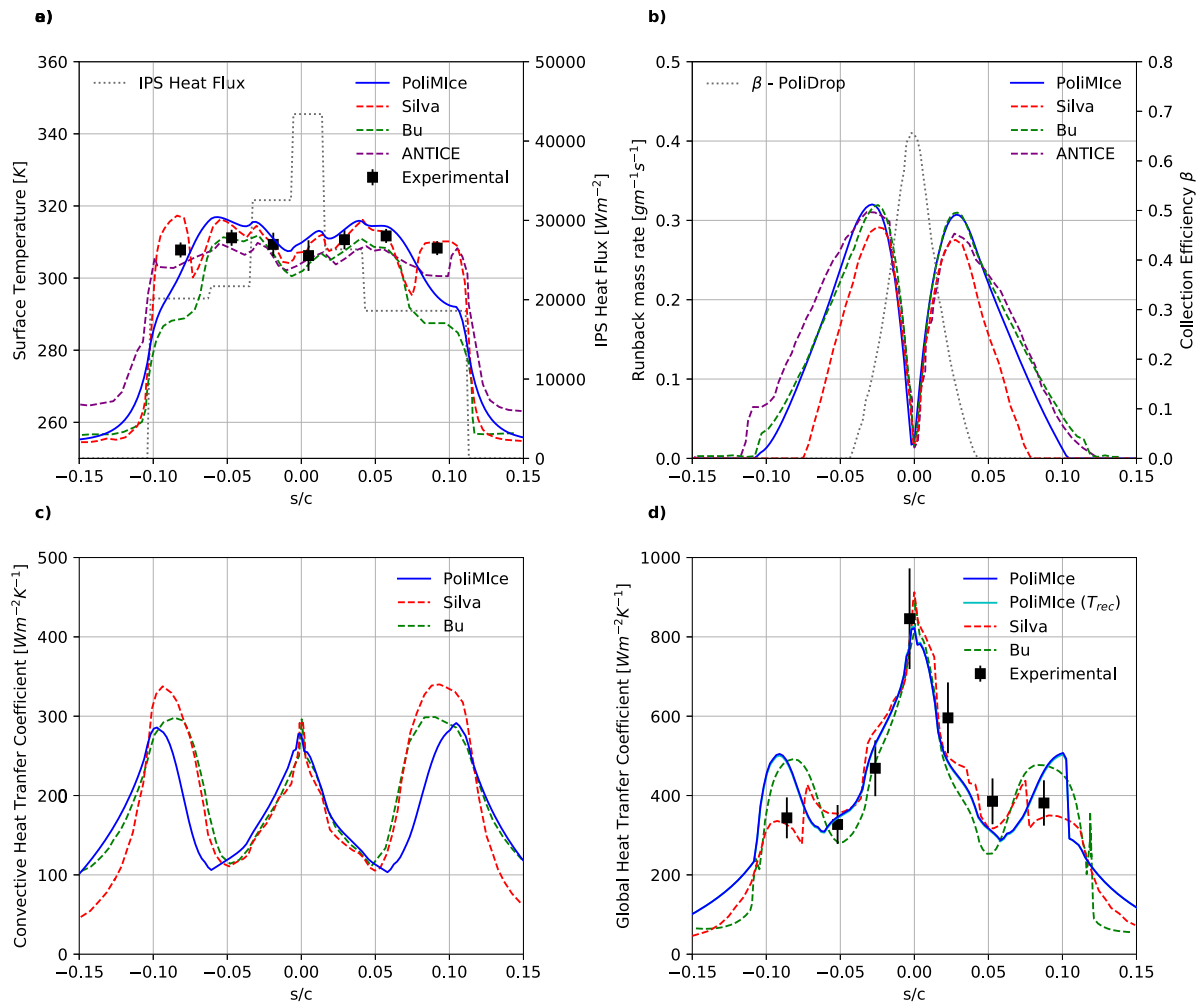 a)
360
340
320
310
300
280
260
Surface Temperature [K]
50000
40000
30000
20000
10000
0
IPS Heat Flux [Wm⁻²]
IPS Heat Flux
PoliMIce
Silva
Bu
ANTICE
Experimental
−0.15 −0.10 −0.05 0.00 0.05 0.10 0.15
s/c
b)
0.5
0.4
0.3
0.2
0.1
0.0
Runback mass rate [gm⁻¹s⁻¹]
0.8
0.7
0.6
0.5
0.4
0.3
0.2
0.1
0.0
Collection Efficiency β
β - PoliDrop
PoliMIce
Silva
Bu
ANTICE
−0.15 −0.10 −0.05 0.00 0.05 0.10 0.15
s/c
c)
500
400
300
200
100
0
Convective Heat Tranfer Coefficient [Wm⁻²K⁻¹]
PoliMIce
Silva
Bu
−0.15 −0.10 −0.05 0.00 0.05 0.10 0.15
s/c
d)
1000
800
600
400
200
0
Global Heat Tranfer Coefficient [Wm⁻²K⁻¹]
PoliMIce
PoliMIce (T_rec)
Silva
Bu
Experimental
−0.15 −0.10 −0.05 0.00 0.05 0.10 0.15
s/c